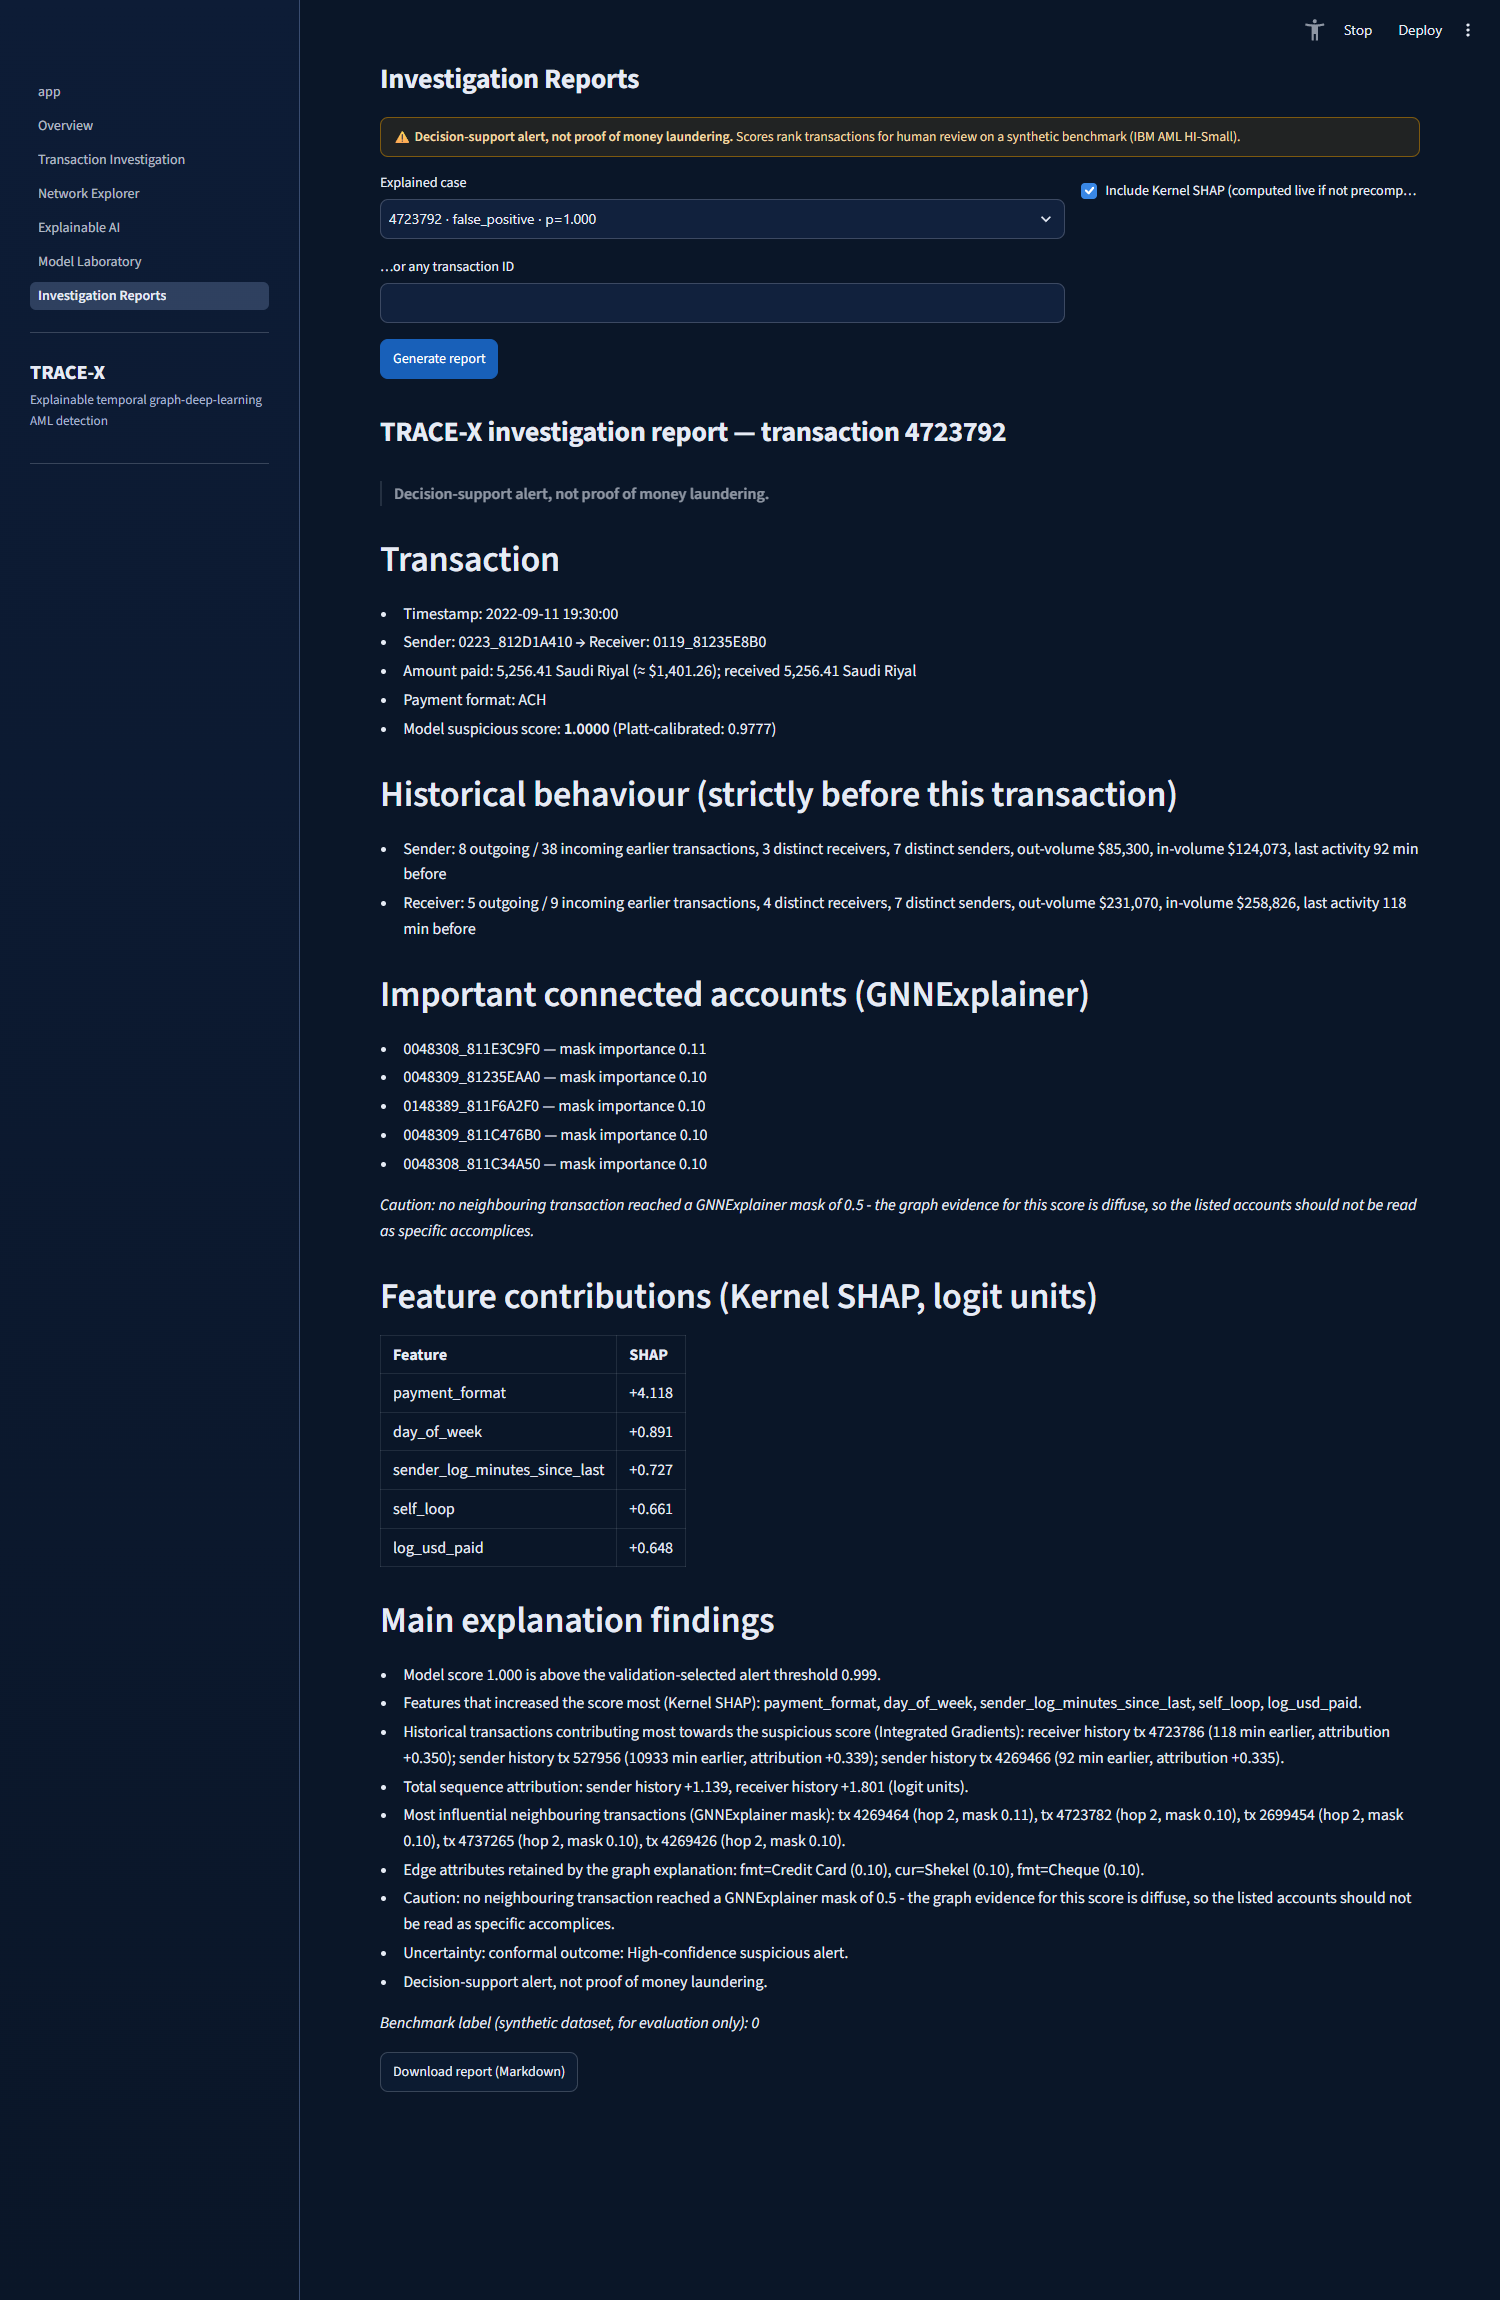 Stop
Deploy
app
Overview
Transaction Investigation
Network Explorer
Explainable AI
Model Laboratory
Investigation Reports
TRACE-X
Explainable temporal graph-deep-learning
AML detection
Investigation Reports
Decision-support alert, not proof of money laundering. Scores rank transactions for human review on a synthetic benchmark (IBM AML HI-Small).
Explained case
Include Kernel SHAP (computed live if not precomp…
4723792 · false_positive · p=1.000
…or any transaction ID
Generate report
TRACE-X investigation report — transaction 4723792
Decision-support alert, not proof of money laundering.
Transaction
• Timestamp: 2022-09-11 19:30:00
• Sender: 0223_812D1A410 → Receiver: 0119_81235E8B0
• Amount paid: 5,256.41 Saudi Riyal (≈ $1,401.26); received 5,256.41 Saudi Riyal
• Payment format: ACH
• Model suspicious score: 1.0000 (Platt-calibrated: 0.9777)
Historical behaviour (strictly before this transaction)
• Sender: 8 outgoing / 38 incoming earlier transactions, 3 distinct receivers, 7 distinct senders, out-volume $85,300, in-volume $124,073, last activity 92 min
before
• Receiver: 5 outgoing / 9 incoming earlier transactions, 4 distinct receivers, 7 distinct senders, out-volume $231,070, in-volume $258,826, last activity 118
min before
Important connected accounts (GNNExplainer)
• 0048308_811E3C9F0 — mask importance 0.11
• 0048309_81235EAA0 — mask importance 0.10
• 0148389_811F6A2F0 — mask importance 0.10
• 0048309_811C476B0 — mask importance 0.10
• 0048308_811C34A50 — mask importance 0.10
Caution: no neighbouring transaction reached a GNNExplainer mask of 0.5 - the graph evidence for this score is diffuse, so the listed accounts should not be read
as specific accomplices.
Feature contributions (Kernel SHAP, logit units)
Feature SHAP
payment_format +4.118
day_of_week +0.891
sender_log_minutes_since_last +0.727
self_loop +0.661
log_usd_paid +0.648
Main explanation findings
• Model score 1.000 is above the validation-selected alert threshold 0.999.
• Features that increased the score most (Kernel SHAP): payment_format, day_of_week, sender_log_minutes_since_last, self_loop, log_usd_paid.
• Historical transactions contributing most towards the suspicious score (Integrated Gradients): receiver history tx 4723786 (118 min earlier, attribution
+0.350); sender history tx 527956 (10933 min earlier, attribution +0.339); sender history tx 4269466 (92 min earlier, attribution +0.335).
• Total sequence attribution: sender history +1.139, receiver history +1.801 (logit units).
• Most influential neighbouring transactions (GNNExplainer mask): tx 4269464 (hop 2, mask 0.11), tx 4723782 (hop 2, mask 0.10), tx 2699454 (hop 2, mask
0.10), tx 4737265 (hop 2, mask 0.10), tx 4269426 (hop 2, mask 0.10).
• Edge attributes retained by the graph explanation: fmt=Credit Card (0.10), cur=Shekel (0.10), fmt=Cheque (0.10).
• Caution: no neighbouring transaction reached a GNNExplainer mask of 0.5 - the graph evidence for this score is diffuse, so the listed accounts should not
be read as specific accomplices.
• Uncertainty: conformal outcome: High-confidence suspicious alert.
• Decision-support alert, not proof of money laundering.
Benchmark label (synthetic dataset, for evaluation only): 0
Download report (Markdown)